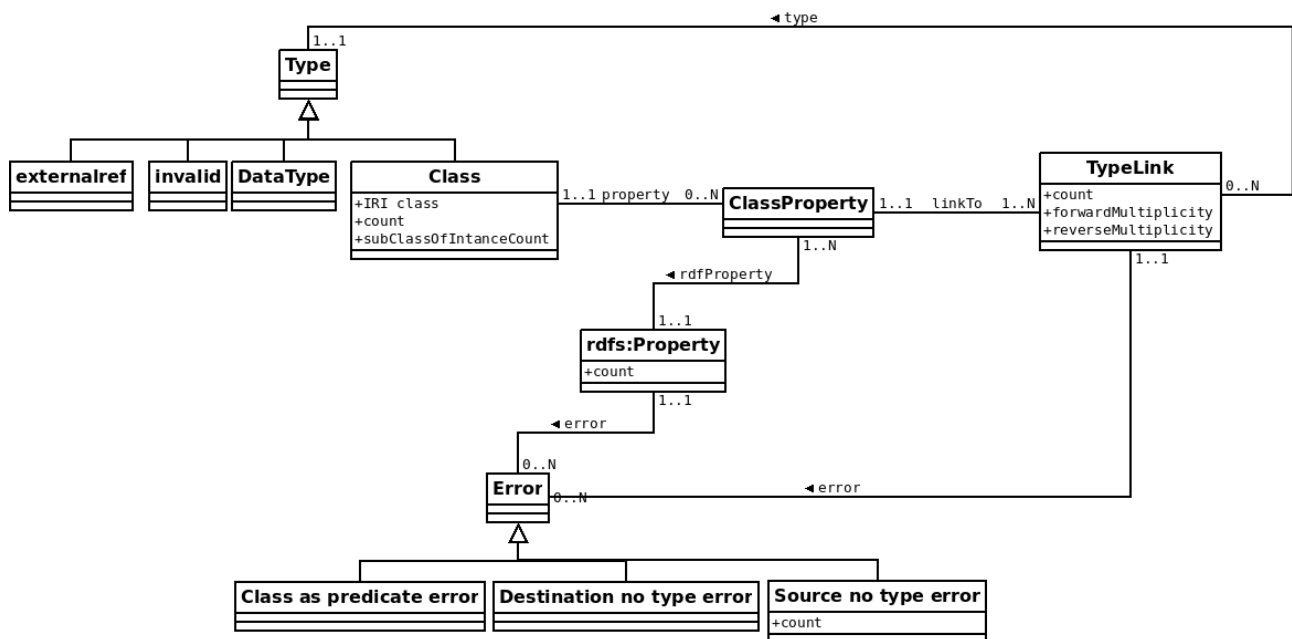 ◄ type
1..1
Type
externalref
invalid
DataType
Class
+IRI class
+count
+subClassOfIntanceCount
1..1 property 0..N
ClassProperty
1..1 linkTo 1..N
TypeLink
+count
+forwardMultiplicity
+reverseMultiplicity
0..N
1..N
1..1
◄ rdfProperty
1..1
rdfs:Property
+count
1..1
◄ error
0..N
Error
0..N
◄ error
Class as predicate error
Destination no type error
Source no type error
+count